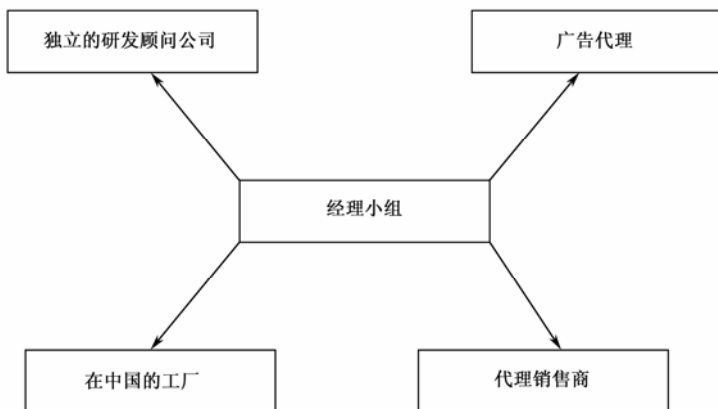 独立的研发顾问公司
广告代理
经理小组
在中国的工厂
代理销售商